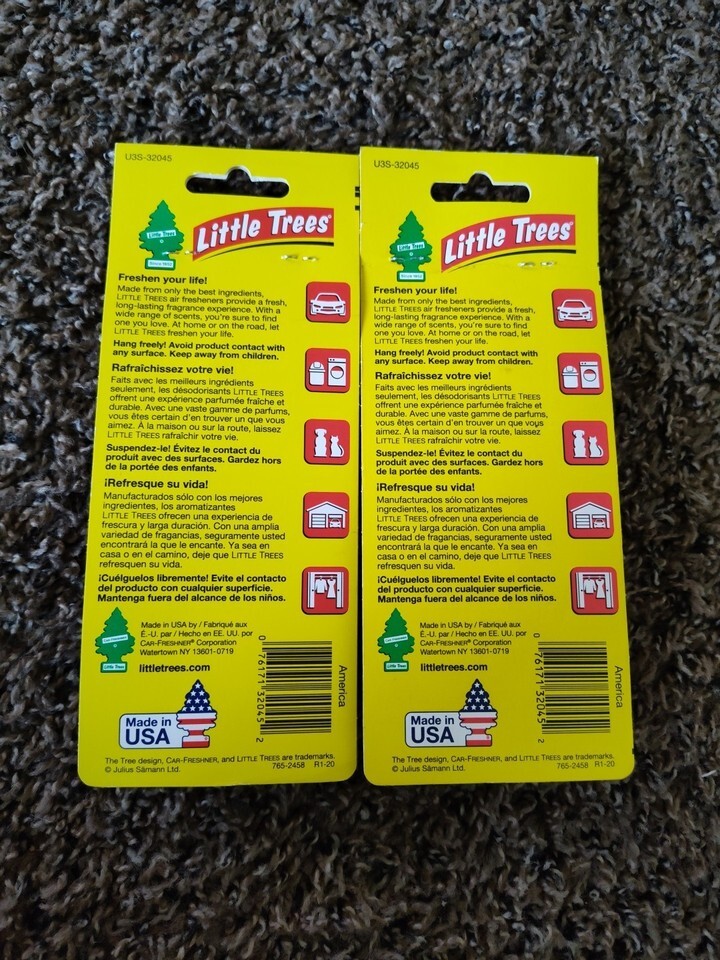 U3S-32045
Little Trees
Little Trees®
Freshen your life!
Made from only the best ingredients,
LITTLE TREES air fresheners provide a fresh,
long-lasting fragrance experience. With a
wide range of scents, you're sure to find
one you love. At home or on the road, let
LITTLE TREES freshen your life.
Hang freely! Avoid product contact with
any surface. Keep away from children.
Rafraîchissez votre vie!
Faits avec les meilleurs ingrédients
seulement, les désodorisants LITTLE TREES
offrent une expérience parfumée fraîche et
durable. Avec une vaste gamme de parfums,
vous êtes certain d'en trouver un que vous
aimez. À la maison ou sur la route, laissez
LITTLE TREES rafraîchir votre vie.
Suspendez-le! Évitez le contact du
produit avec des surfaces. Gardez hors
de la portée des enfants.
¡Refresque su vida!
Manufacturados sólo con los mejores
ingredientes, los aromatizantes
LITTLE TREES ofrecen una experiencia de
frescura y larga duración. Con una amplia
variedad de fragancias, seguramente usted
encontrará la que le encante. Ya sea en
casa o en el camino, deje que LITTLE TREES
refresquen su vida.
¡Cuélguelos libremente! Evite el contacto
del producto con cualquier superficie.
Mantenga fuera del alcance de los niños.
Little Trees
Made in USA by / Fabriqué aux
É.-U. par / Hecho en EE. UU. por
CAR-FRESHNER® Corporation
Watertown NY 13601-0719
littletrees.com
0 76171 32045 2
America
Made in
USA
The Tree design, CAR-FRESHNER, and LITTLE TREES are trademarks.
© Julius Sämann Ltd.
765-2458 R1-20
U3S-32045
Little Trees
Little Trees®
Freshen your life!
Made from only the best ingredients,
LITTLE TREES air fresheners provide a fresh,
long-lasting fragrance experience. With a
wide range of scents, you're sure to find
one you love. At home or on the road, let
LITTLE TREES freshen your life.
Hang freely! Avoid product contact with
any surface. Keep away from children.
Rafraîchissez votre vie!
Faits avec les meilleurs ingrédients
seulement, les désodorisants LITTLE TREES
offrent une expérience parfumée fraîche et
durable. Avec une vaste gamme de parfums,
vous êtes certain d'en trouver un que vous
aimez. À la maison ou sur la route, laissez
LITTLE TREES rafraîchir votre vie.
Suspendez-le! Évitez le contact du
produit avec des surfaces. Gardez hors
de la portée des enfants.
¡Refresque su vida!
Manufacturados sólo con los mejores
ingredientes, los aromatizantes
LITTLE TREES ofrecen una experiencia de
frescura y larga duración. Con una amplia
variedad de fragancias, seguramente usted
encontrará la que le encante. Ya sea en
casa o en el camino, deje que LITTLE TREES
refresquen su vida.
¡Cuélguelos libremente! Evite el contacto
del producto con cualquier superficie.
Mantenga fuera del alcance de los niños.
Little Trees
Made in USA by / Fabriqué aux
É.-U. par / Hecho en EE. UU. por
CAR-FRESHNER® Corporation
Watertown NY 13601-0719
littletrees.com
0 76171 32045 2
America
Made in
USA
The Tree design, CAR-FRESHNER, and LITTLE TREES are trademarks.
© Julius Sämann Ltd.
765-2458 R1-20